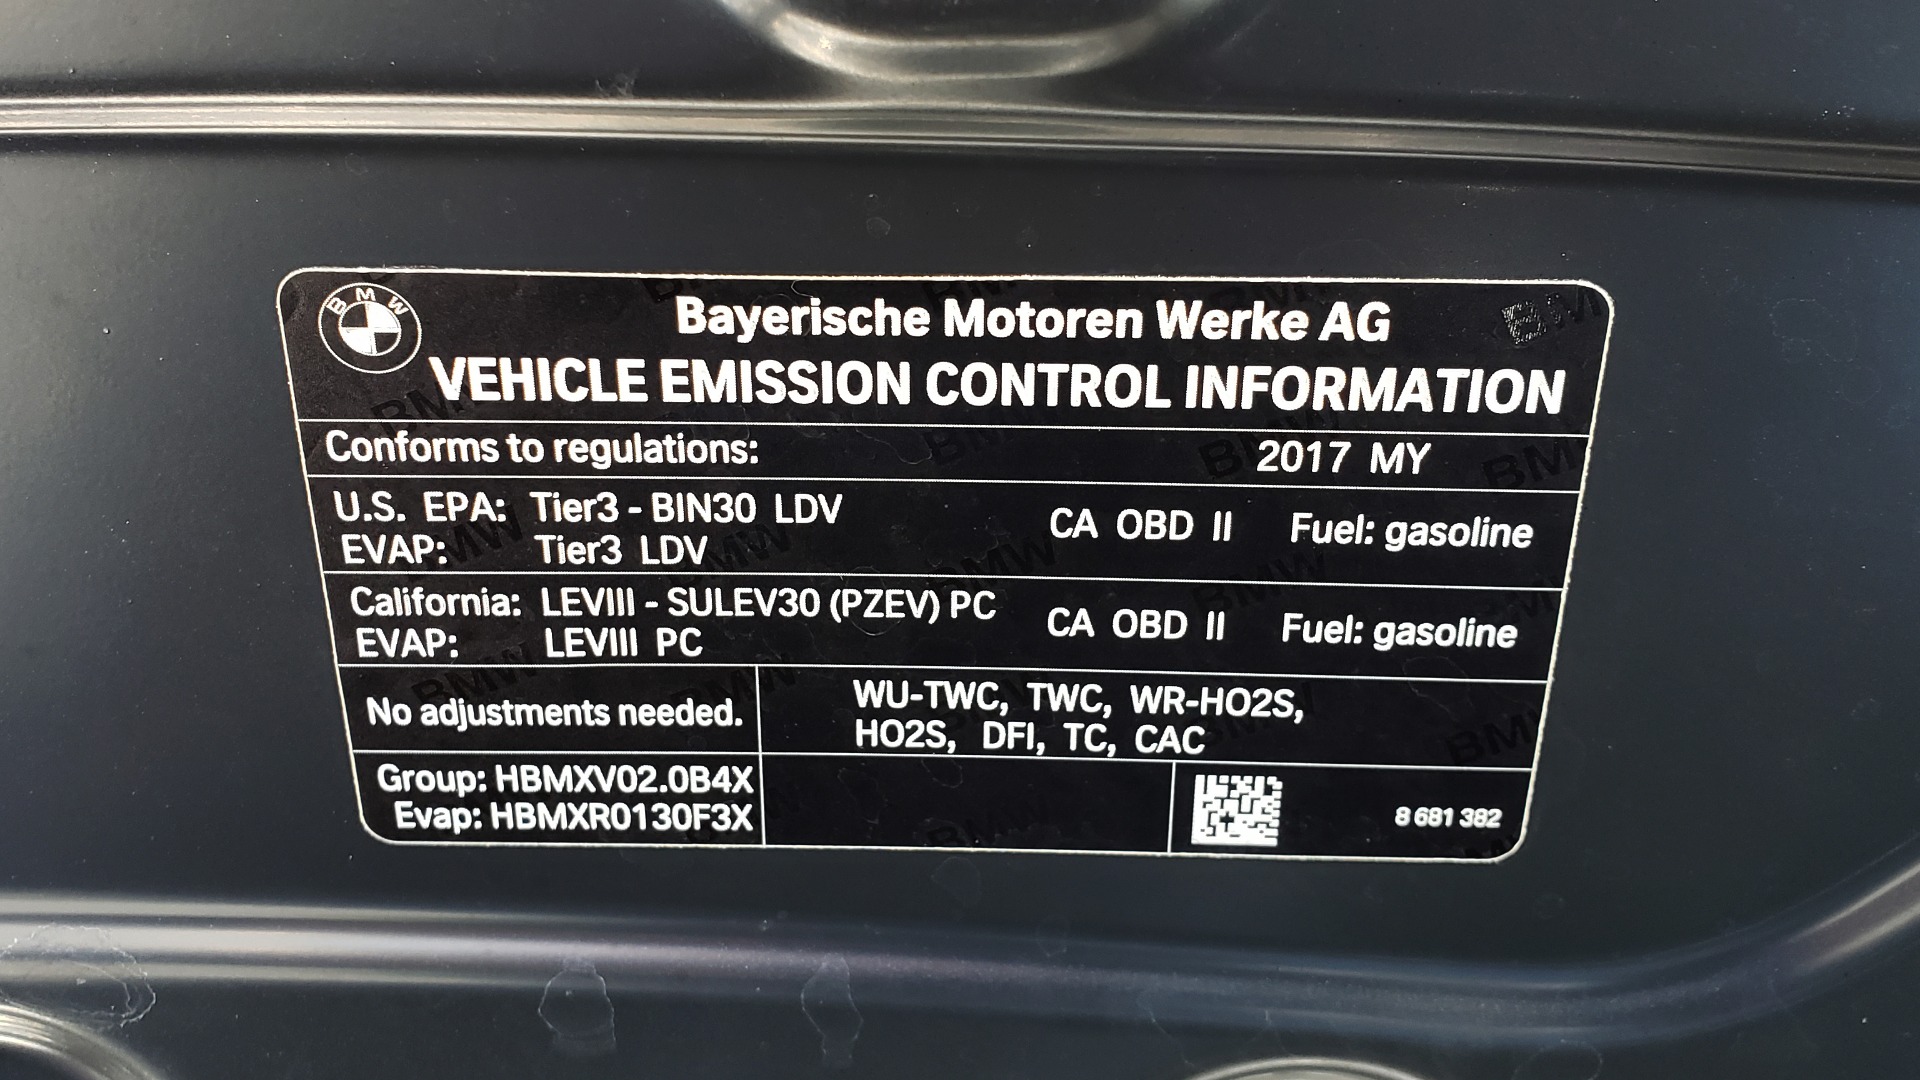 BMW
Bayerische Motoren Werke AG
VEHICLE EMISSION CONTROL INFORMATION
Conforms to regulations: 2017 MY
U.S. EPA: Tier3 - BIN30 LDV CA OBD II Fuel: gasoline
EVAP: Tier3 LDV
California: LEVIII - SULEV30 (PZEV) PC CA OBD II Fuel: gasoline
EVAP: LEVIII PC
No adjustments needed.
WU-TWC, TWC, WR-HO2S,
HO2S, DFI, TC, CAC
Group: HBMXV02.0B4X
Evap: HBMXR0130F3X
8 681 382